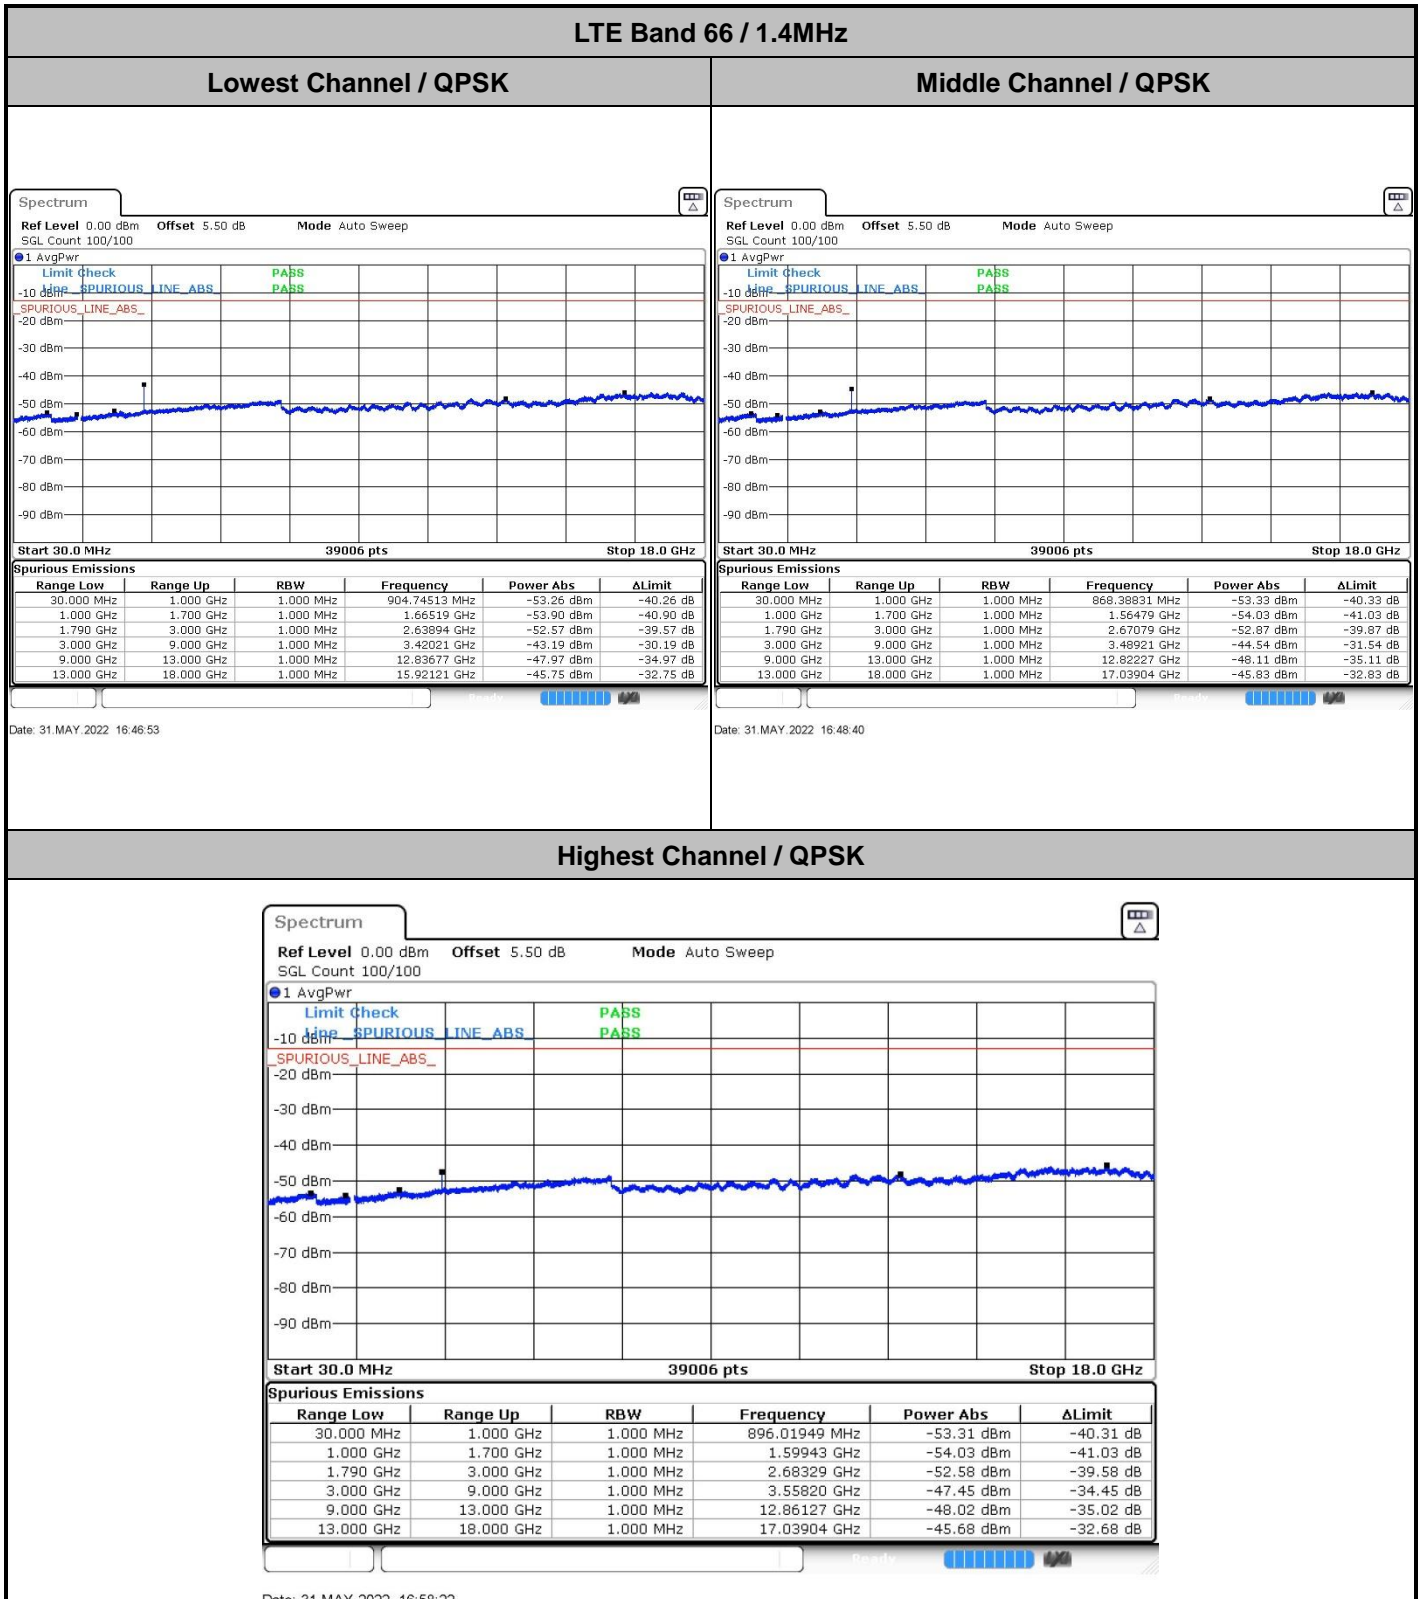 LTE Band 66 / 1.4MHz
Lowest Channel / QPSK
Middle Channel / QPSK
Spectrum
Ref Level 0.00 dBm Offset 5.50 dB Mode Auto Sweep
SGL Count 100/100
1 AvgPwr
Limit Check PASS
Line _SPURIOUS_LINE_ABS_ PASS
-10 dBm
_SPURIOUS_LINE_ABS_
-20 dBm
-30 dBm
-40 dBm
-50 dBm
-60 dBm
-70 dBm
-80 dBm
-90 dBm
Start 30.0 MHz 39006 pts Stop 18.0 GHz
Spurious Emissions
Range Low Range Up RBW Frequency Power Abs ΔLimit
30.000 MHz 1.000 GHz 1.000 MHz 904.74513 MHz -53.26 dBm -40.26 dB
1.000 GHz 1.700 GHz 1.000 MHz 1.66519 GHz -53.90 dBm -40.90 dB
1.790 GHz 3.000 GHz 1.000 MHz 2.63894 GHz -52.57 dBm -39.57 dB
3.000 GHz 9.000 GHz 1.000 MHz 3.42021 GHz -43.19 dBm -30.19 dB
9.000 GHz 13.000 GHz 1.000 MHz 12.83677 GHz -47.97 dBm -34.97 dB
13.000 GHz 18.000 GHz 1.000 MHz 15.92121 GHz -45.75 dBm -32.75 dB
Ready
Date: 31.MAY.2022 16:46:53
Spectrum
Ref Level 0.00 dBm Offset 5.50 dB Mode Auto Sweep
SGL Count 100/100
1 AvgPwr
Limit Check PASS
Line _SPURIOUS_LINE_ABS_ PASS
-10 dBm
_SPURIOUS_LINE_ABS_
-20 dBm
-30 dBm
-40 dBm
-50 dBm
-60 dBm
-70 dBm
-80 dBm
-90 dBm
Start 30.0 MHz 39006 pts Stop 18.0 GHz
Spurious Emissions
Range Low Range Up RBW Frequency Power Abs ΔLimit
30.000 MHz 1.000 GHz 1.000 MHz 868.38831 MHz -53.33 dBm -40.33 dB
1.000 GHz 1.700 GHz 1.000 MHz 1.56479 GHz -54.03 dBm -41.03 dB
1.790 GHz 3.000 GHz 1.000 MHz 2.67079 GHz -52.87 dBm -39.87 dB
3.000 GHz 9.000 GHz 1.000 MHz 3.48921 GHz -44.54 dBm -31.54 dB
9.000 GHz 13.000 GHz 1.000 MHz 12.82227 GHz -48.11 dBm -35.11 dB
13.000 GHz 18.000 GHz 1.000 MHz 17.03904 GHz -45.83 dBm -32.83 dB
Ready
Date: 31.MAY.2022 16:48:40
Highest Channel / QPSK
Spectrum
Ref Level 0.00 dBm Offset 5.50 dB Mode Auto Sweep
SGL Count 100/100
1 AvgPwr
Limit Check PASS
Line _SPURIOUS_LINE_ABS_ PASS
-10 dBm
_SPURIOUS_LINE_ABS_
-20 dBm
-30 dBm
-40 dBm
-50 dBm
-60 dBm
-70 dBm
-80 dBm
-90 dBm
Start 30.0 MHz 39006 pts Stop 18.0 GHz
Spurious Emissions
Range Low Range Up RBW Frequency Power Abs ΔLimit
30.000 MHz 1.000 GHz 1.000 MHz 896.01949 MHz -53.31 dBm -40.31 dB
1.000 GHz 1.700 GHz 1.000 MHz 1.59943 GHz -54.03 dBm -41.03 dB
1.790 GHz 3.000 GHz 1.000 MHz 2.68329 GHz -52.58 dBm -39.58 dB
3.000 GHz 9.000 GHz 1.000 MHz 3.55820 GHz -47.45 dBm -34.45 dB
9.000 GHz 13.000 GHz 1.000 MHz 12.86127 GHz -48.02 dBm -35.02 dB
13.000 GHz 18.000 GHz 1.000 MHz 17.03904 GHz -45.68 dBm -32.68 dB
Ready
Date: 31.MAY.2022 16:58:22